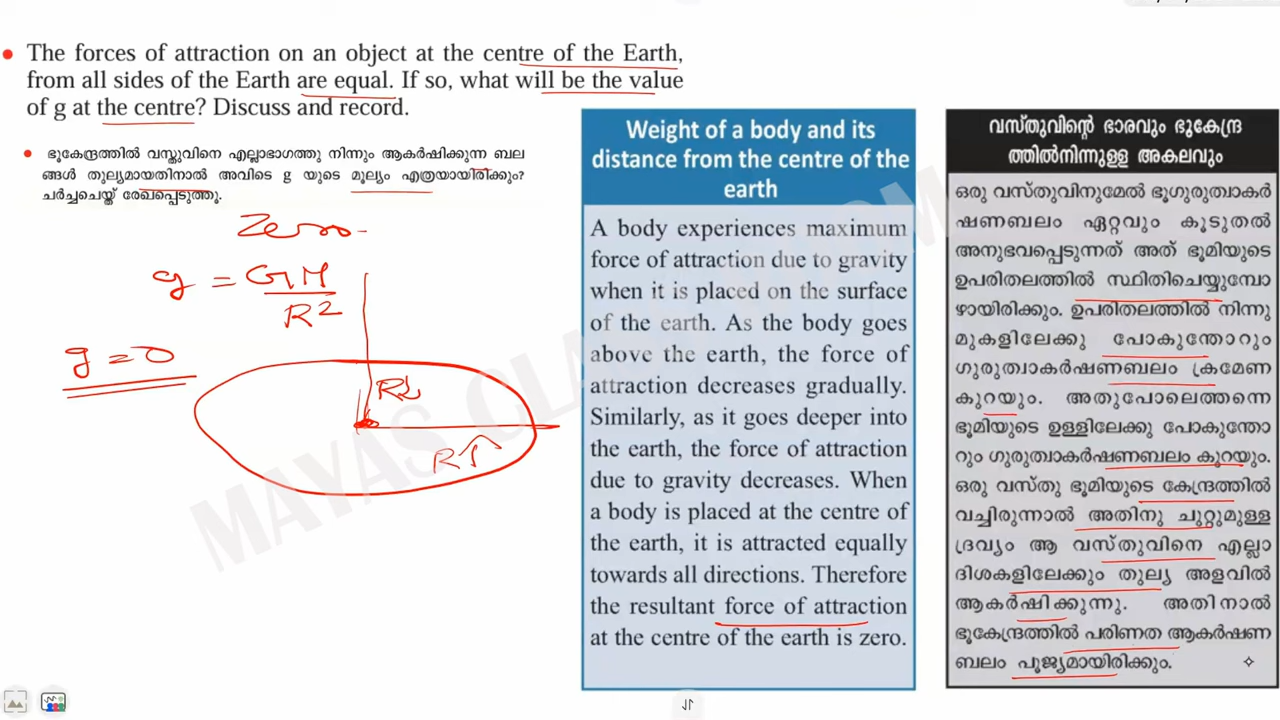 The forces of attraction on an object at the centre of the Earth,
from all sides of the Earth are equal. If so, what will be the value
of g at the centre? Discuss and record.
ഭൂകേന്ദ്രത്തിൽ വസ്തുവിനെ എല്ലാഭാഗത്തു നിന്നും ആകർഷിക്കുന്ന ബല
ങ്ങൾ തുല്യമായതിനാൽ അവിടെ g യുടെ മൂല്യം എത്രയായിരിക്കും?
ചർച്ചചെയ്ത് രേഖപ്പെടുത്തൂ.
Zero
g = GM
R2
g = 0
R↓
R↑
Weight of a body and its
distance from the centre of the
earth
A body experiences maximum
force of attraction due to gravity
when it is placed on the surface
of the earth. As the body goes
above the earth, the force of
attraction decreases gradually.
Similarly, as it goes deeper into
the earth, the force of attraction
due to gravity decreases. When
a body is placed at the centre of
the earth, it is attracted equally
towards all directions. Therefore
the resultant force of attraction
at the centre of the earth is zero.
വസ്തുവിന്റെ ഭാരവും ഭൂകേന്ദ്ര
ത്തിൽനിന്നുള്ള അകലവും
ഒരു വസ്തുവിനുമേൽ ഭൂഗുരുത്വാകർ
ഷണബലം ഏറ്റവും കൂടുതൽ
അനുഭവപ്പെടുന്നത് അത് ഭൂമിയുടെ
ഉപരിതലത്തിൽ സ്ഥിതിചെയ്യുമ്പോ
ഴായിരിക്കും. ഉപരിതലത്തിൽ നിന്നു
മുകളിലേക്കു പോകുന്തോറും
ഗുരുത്വാകർഷണബലം ക്രമേണ
കുറയും. അതുപോലെത്തന്നെ
ഭൂമിയുടെ ഉള്ളിലേക്കു പോകുന്തോ
റും ഗുരുത്വാകർഷണബലം കുറയും.
ഒരു വസ്തു ഭൂമിയുടെ കേന്ദ്രത്തിൽ
വച്ചിരുന്നാൽ അതിനു ചുറ്റുമുള്ള
ദ്രവ്യം ആ വസ്തുവിനെ എല്ലാ
ദിശകളിലേക്കും തുല്യ അളവിൽ
ആകർഷിക്കുന്നു. അതിനാൽ
ഭൂകേന്ദ്രത്തിൽ പരിണത ആകർഷണ
ബലം പൂജ്യമായിരിക്കും.